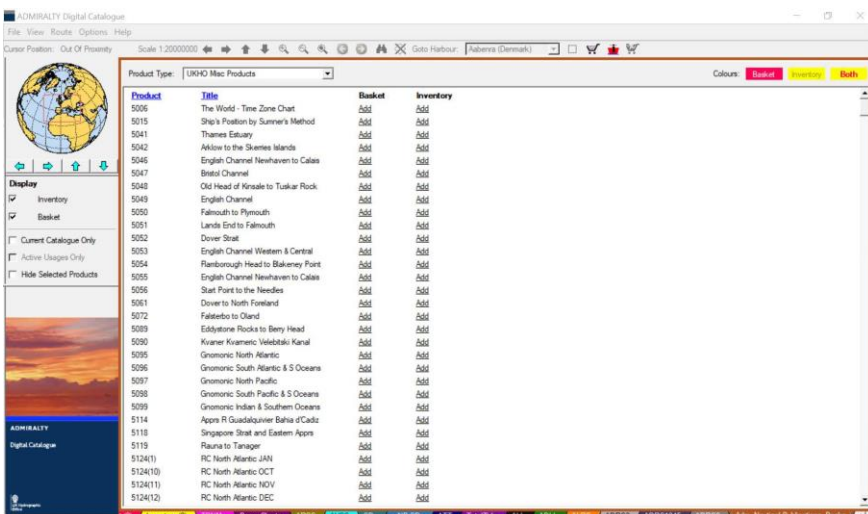 ADMIRALTY Digital Catalogue
File View Route Options Help
Cursor Position: Out Of Proximity Scale 1:20000000 Goto Harbour: Aabenra (Denmark)
Product Type: UKHO Misc Products Colours: Basket Inventory Both
Product Title Basket Inventory
5006 The World - Time Zone Chart Add Add
5015 Ship's Position by Sumner's Method Add Add
5041 Thames Estuary Add Add
5042 Arklow to the Skerries Islands Add Add
5046 English Channel Newhaven to Calais Add Add
5047 Bristol Channel Add Add
5048 Old Head of Kinsale to Tuskar Rock Add Add
5049 English Channel Add Add
5050 Falmouth to Plymouth Add Add
5051 Lands End to Falmouth Add Add
5052 Dover Strait Add Add
5053 English Channel Western & Central Add Add
5054 Flamborough Head to Blakeney Point Add Add
5055 English Channel Newhaven to Calais Add Add
5056 Start Point to the Needles Add Add
5061 Dover to North Foreland Add Add
5072 Falsterbo to Oland Add Add
5089 Eddystone Rocks to Berry Head Add Add
5090 Kvaner Kvarneric Velebitski Kanal Add Add
5095 Gnomonic North Atlantic Add Add
5096 Gnomonic South Atlantic & S Oceans Add Add
5097 Gnomonic North Pacific Add Add
5098 Gnomonic South Pacific & S Oceans Add Add
5099 Gnomonic Indian & Southern Oceans Add Add
5114 Apprs R Guadalquivier Bahia d'Cadiz Add Add
5118 Singapore Strait and Eastern Apprs Add Add
5119 Rauna to Tanager Add Add
5124(1) RC North Atlantic JAN Add Add
5124(10) RC North Atlantic OCT Add Add
5124(11) RC North Atlantic NOV Add Add
5124(12) RC North Atlantic DEC Add Add
Display
Inventory
Basket
Current Catalogue Only
Active Usages Only
Hide Selected Products
ADMIRALTY
Digital Catalogue